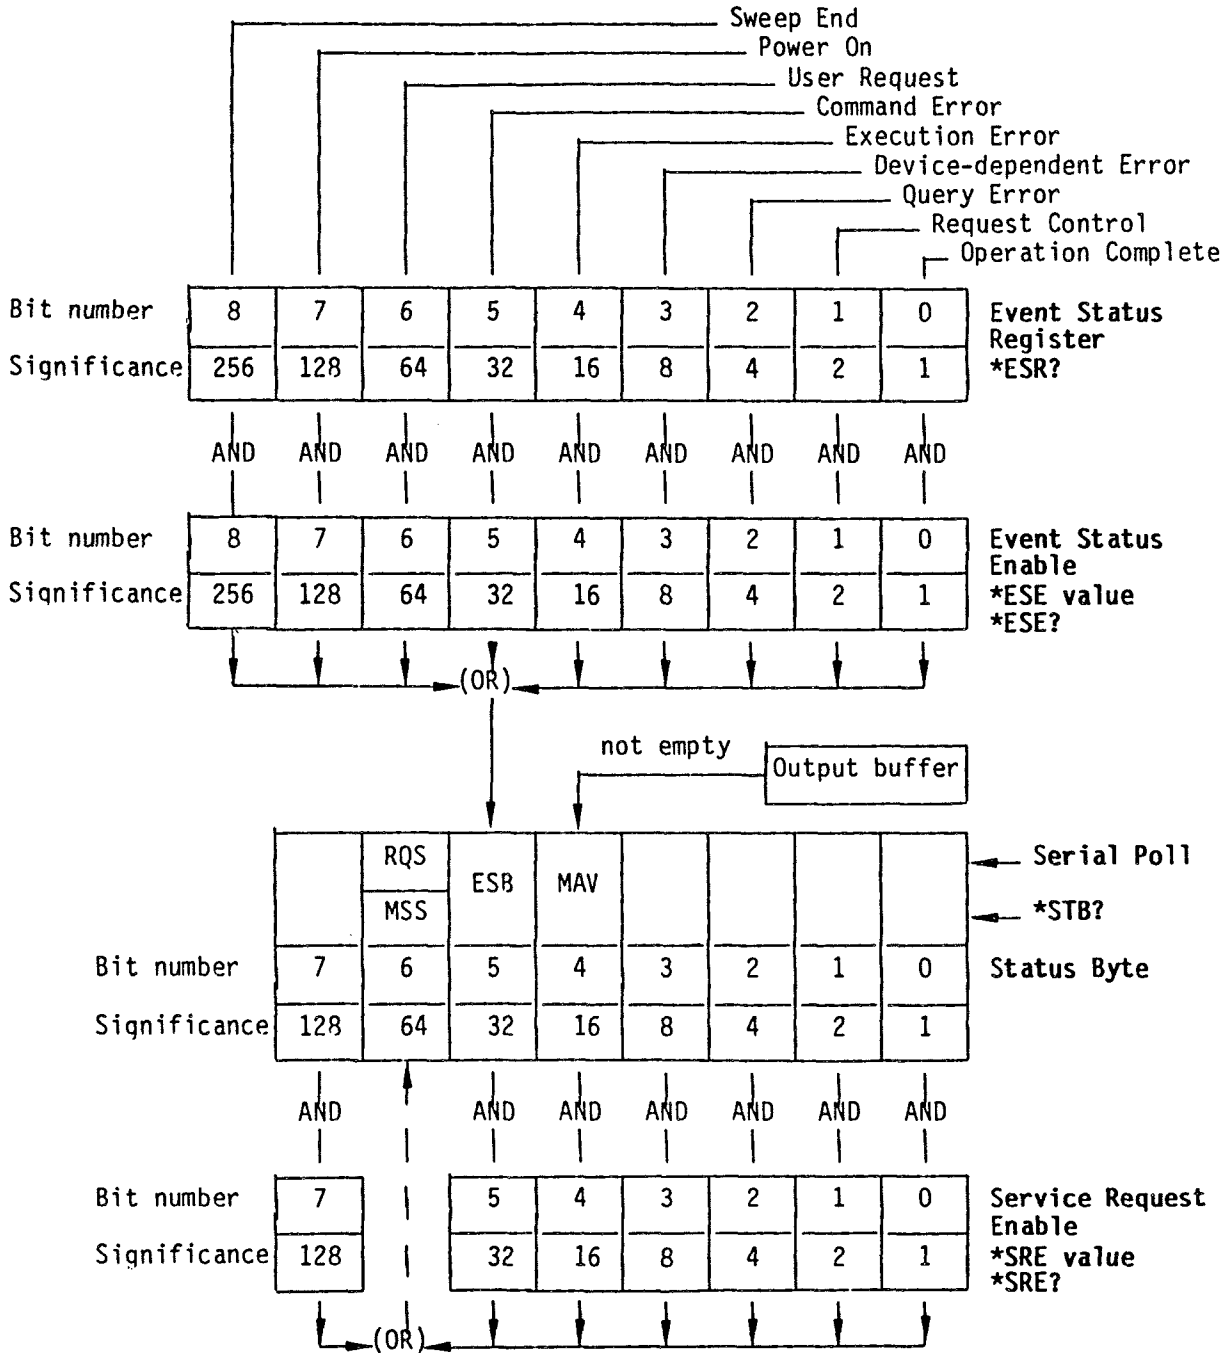 Sweep End
Power On
User Request
Command Error
Execution Error
Device-dependent Error
Query Error
Request Control
Operation Complete
Bit number 8 7 6 5 4 3 2 1 0 Event Status
Register
Significance 256 128 64 32 16 8 4 2 1 *ESR?
AND AND AND AND AND AND AND AND AND
Bit number 8 7 6 5 4 3 2 1 0 Event Status
Enable
Significance 256 128 64 32 16 8 4 2 1 *ESE value
*ESE?
(OR)
not empty
Output buffer
RQS Serial Poll
ESB MAV
MSS *STB?
Bit number 7 6 5 4 3 2 1 0 Status Byte
Significance 128 64 32 16 8 4 2 1
AND AND AND AND AND AND AND
Bit number 7 5 4 3 2 1 0 Service Request
Enable
Significance 128 32 16 8 4 2 1 *SRE value
*SRE?
(OR)